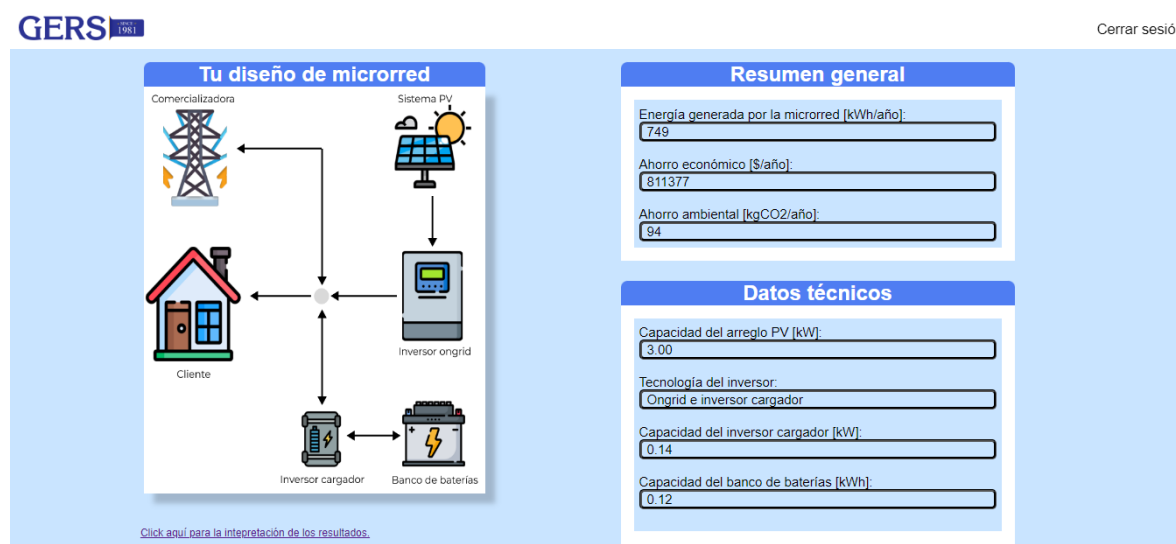 GERS
SINCE
1981
Cerrar sesió
Tu diseño de microrred
Comercializadora
Sistema PV
Inversor ongrid
Cliente
Inversor cargador
Banco de baterías
Click aquí para la intepretación de los resultados.
Resumen general
Energía generada por la microrred [kWh/año]:
749
Ahorro económico [$/año]:
811377
Ahorro ambiental [kgCO2/año]:
94
Datos técnicos
Capacidad del arreglo PV [kW]:
3.00
Tecnología del inversor:
Ongrid e inversor cargador
Capacidad del inversor cargador [kW]:
0.14
Capacidad del banco de baterías [kWh]:
0.12